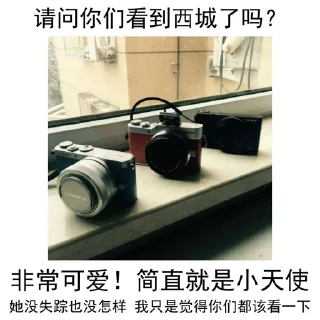 请问你们看到西城了吗？
非常可爱！简直就是小天使
她没失踪也没怎样 我只是觉得你们都该看一下